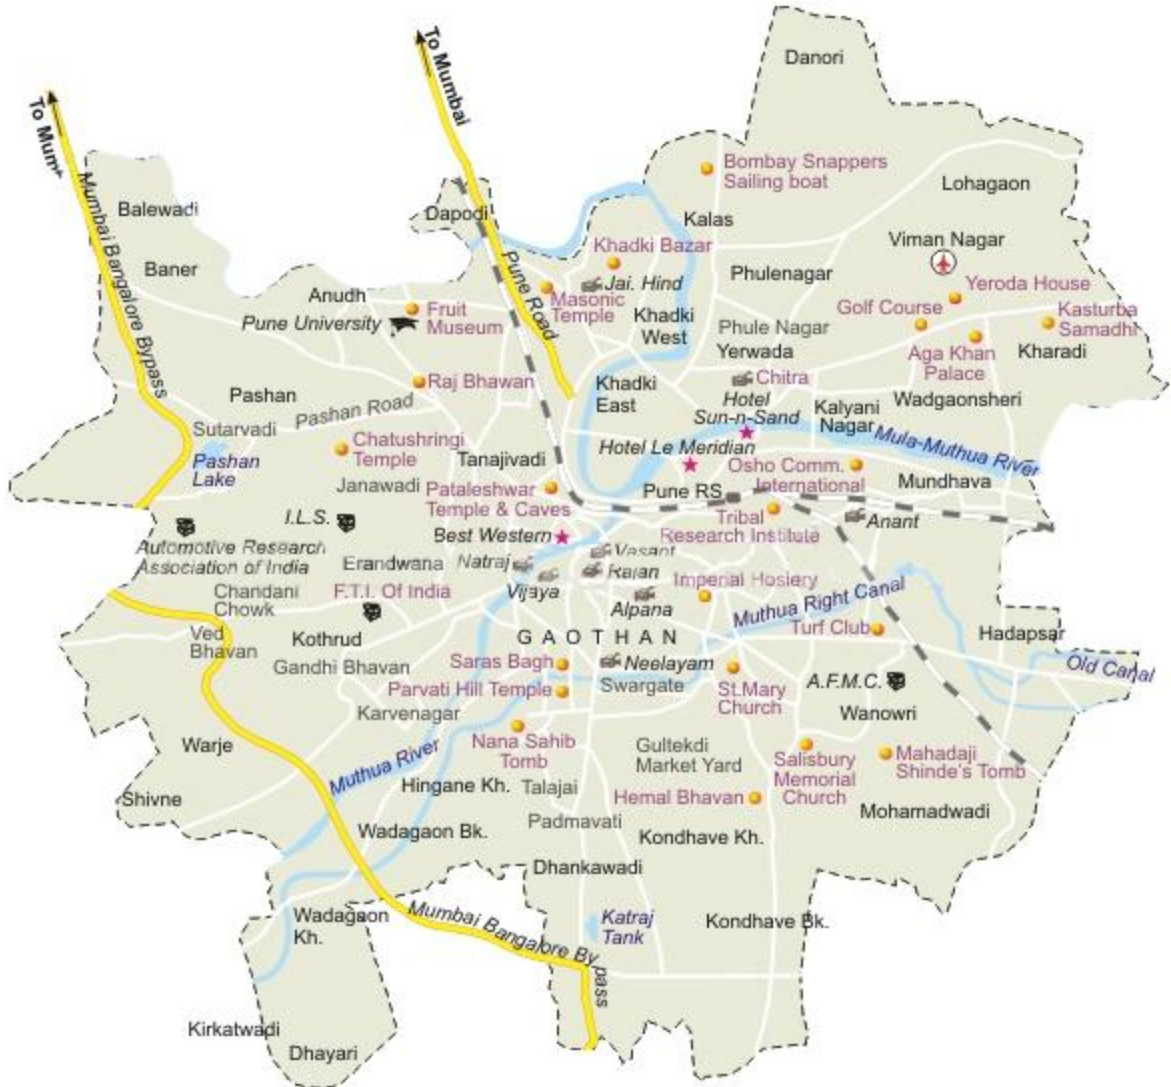 To Mumbai
Danori
To Mum
Bombay Snappers
Sailing boat
Lohagaon
Balewadi
Dapodi
Kalas
Mumbai Bangalore Bypass
Viman Nagar
Khadki Bazar
Baner
Pune Road
Phulenagar
Jai. Hind
Yeroda House
Anudh
Masonic
Temple
Golf Course
Kasturba
Samadhi
Fruit
Museum
Pune University
Khadki
West
Phule Nagar
Yerwada
Aga Khan
Palace
Kharadi
Raj Bhawan
Khadki
East
Chitra
Pashan
Pashan Road
Hotel
Sun-n-Sand
Kalyani
Nagar
Wadgaonsheri
Sutarvadi
Chatushringi
Temple
Hotel Le Meridian
Mula-Muthua River
Pashan
Lake
Tanajivadi
Osho Comm.
International
Janawadi
Pataleshwar
Temple & Caves
Pune RS
Mundhava
I.L.S.
Tribal
Research Institute
Anant
Best Western
Automotive Research
Association of India
Erandwana
Natraj
Vasant
Rajan
Chandani
Chowk
F.T.I. Of India
Vijaya
Alpana
Imperial Hosiery
Muthua Right Canal
Ved
Bhavan
Kothrud
GAOTHAN
Turf Club
Hadapsar
Gandhi Bhavan
Saras Bagh
Neelayam
Old Canal
Parvati Hill Temple
Swargate
St.Mary
Church
A.F.M.C.
Karvenagar
Wanowri
Warje
Muthua River
Nana Sahib
Tomb
Gultekdi
Market Yard
Salisbury
Memorial
Church
Mahadaji
Shinde's Tomb
Shivne
Hingane Kh.
Talajai
Hemal Bhavan
Mohamadwadi
Wadagaon Bk.
Padmavati
Kondhave Kh.
Dhankawadi
Wadagaon
Kh.
Mumbai Bangalore By pass
Katraj
Tank
Kondhave Bk.
Kirkatwadi
Dhayari